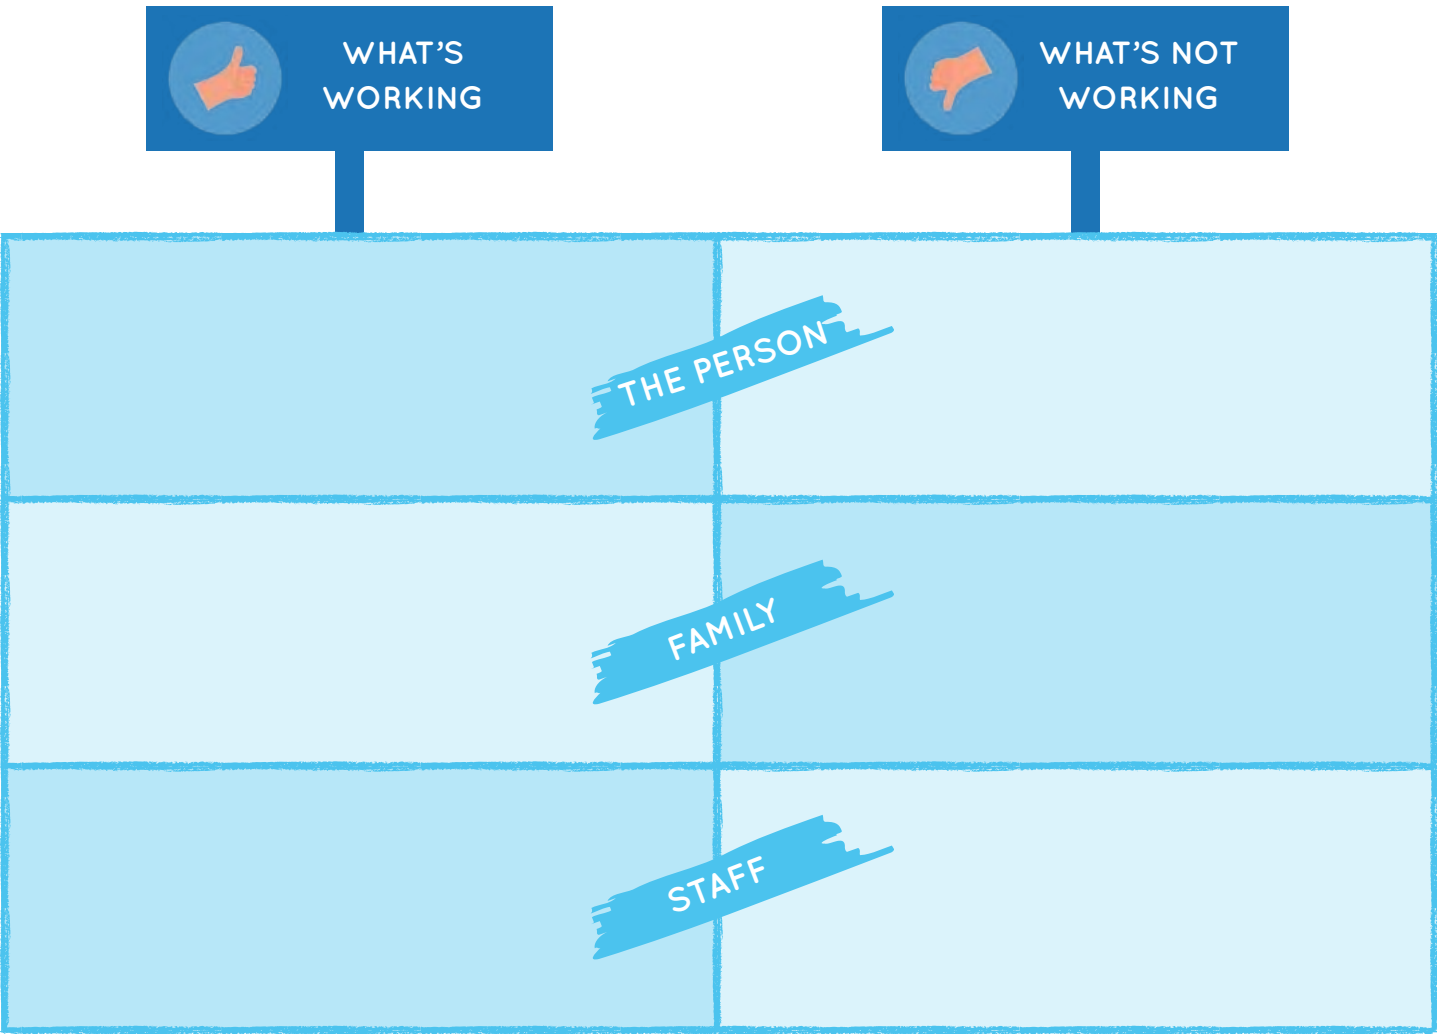 WHAT'S
WORKING
WHAT'S NOT
WORKING
THE PERSON
FAMILY
STAFF